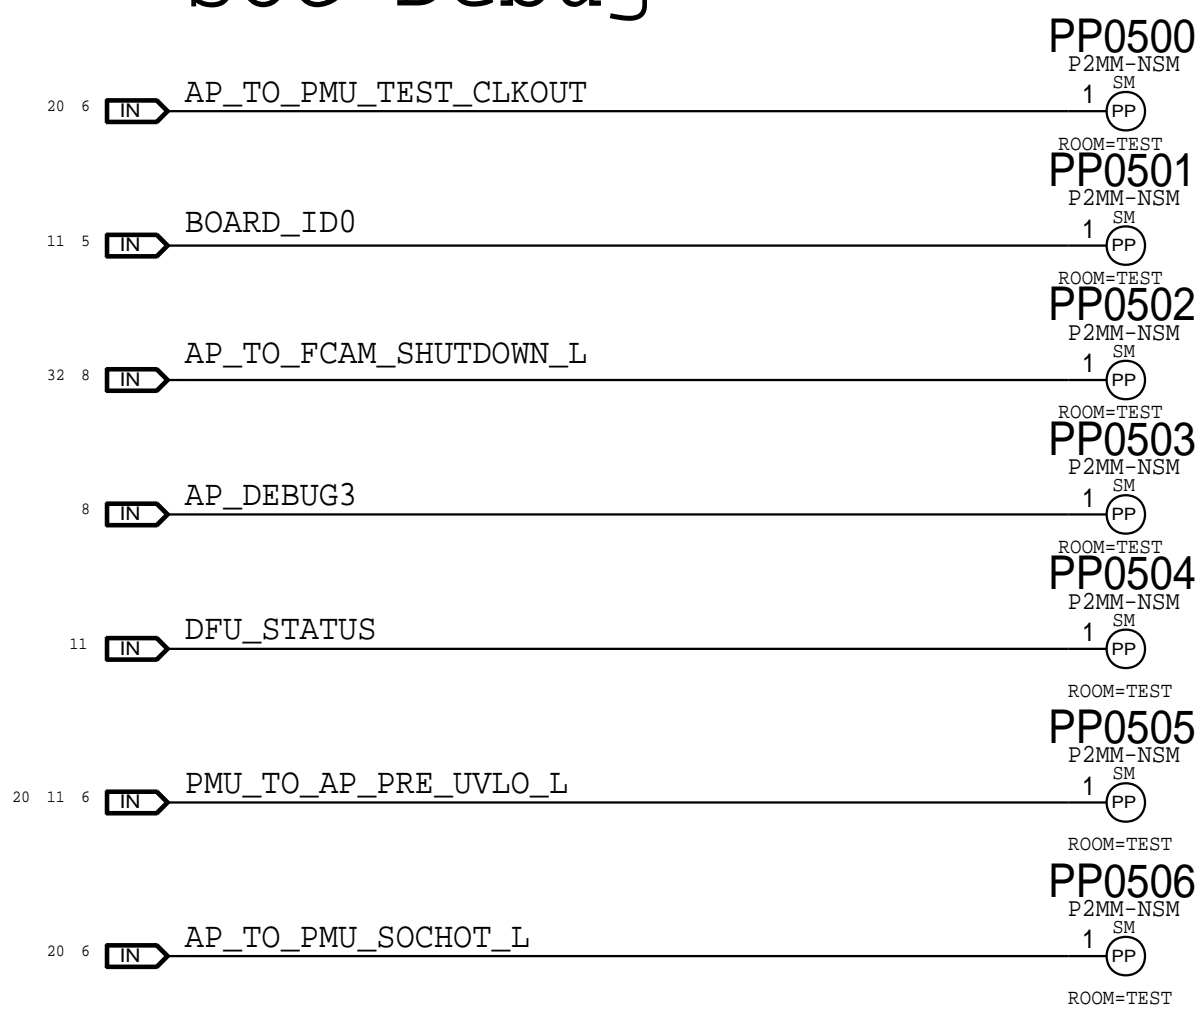 SOC Debug
PP0500
P2MM-NSM
SM
20 6 IN AP_TO_PMU_TEST_CLKOUT 1 PP
ROOM=TEST
PP0501
P2MM-NSM
SM
11 5 IN BOARD_ID0 1 PP
ROOM=TEST
PP0502
P2MM-NSM
SM
32 8 IN AP_TO_FCAM_SHUTDOWN_L 1 PP
ROOM=TEST
PP0503
P2MM-NSM
SM
8 IN AP_DEBUG3 1 PP
ROOM=TEST
PP0504
P2MM-NSM
SM
11 IN DFU_STATUS 1 PP
ROOM=TEST
PP0505
P2MM-NSM
SM
20 11 6 IN PMU_TO_AP_PRE_UVLO_L 1 PP
ROOM=TEST
PP0506
P2MM-NSM
SM
20 6 IN AP_TO_PMU_SOCHOT_L 1 PP
ROOM=TEST